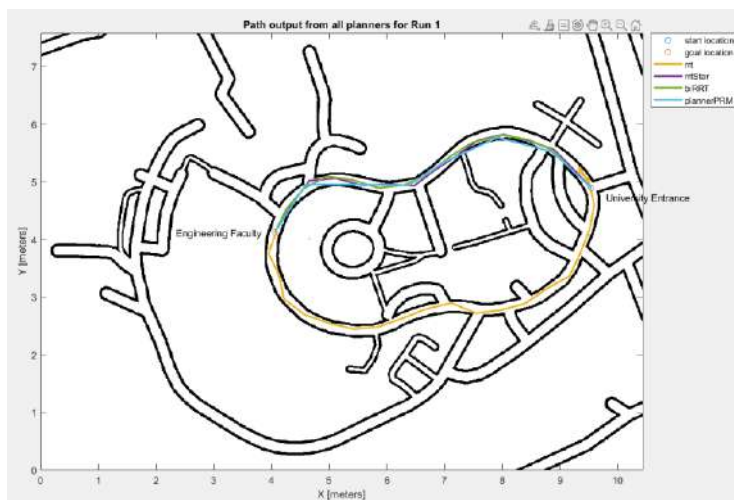 Path output from all planners for Run 1
start location
goal location
rrt
rrtStar
biRRT
plannerPRM
University Entrance
Engineering Faculty
Y [meters]
7
6
5
4
3
2
1
0
0 1 2 3 4 5 6 7 8 9 10
X [meters]